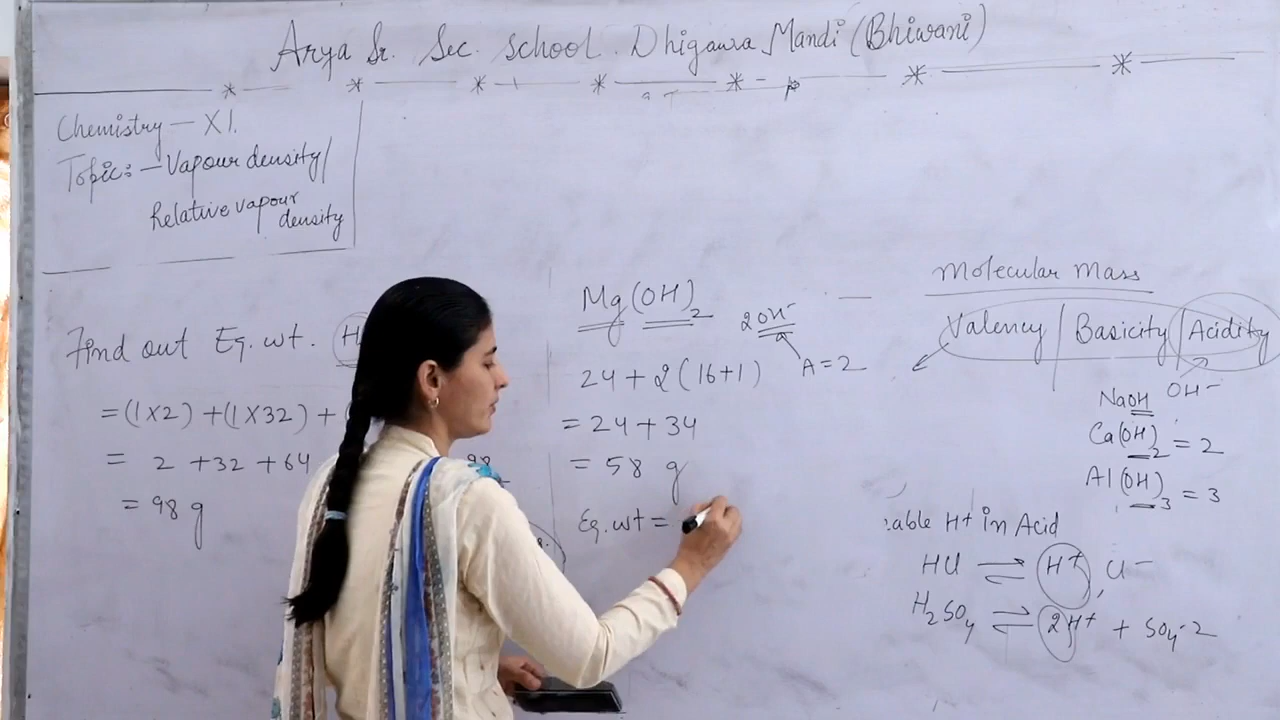 Arya Sr. Sec. School. Dhigawa Mandi (Bhiwani)
Chemistry — XI.
Topic:- Vapour density/
Relative vapour
density
Find out Eq. wt. H
= (1×2) + (1×32) +
= 2 + 32 + 64
= 98 g
98
Mg(OH)2
2OH-
A = 2
24 + 2(16+1)
= 24 + 34
= 58 g
Eq. wt =
Molecular Mass
Valency / Basicity / Acidity
OH-
NaOH
Ca(OH)2 = 2
Al(OH)3 = 3
able H+ in Acid
HCl ⇌ H+, Cl-
H2SO4 ⇌ 2H+ + SO4-2